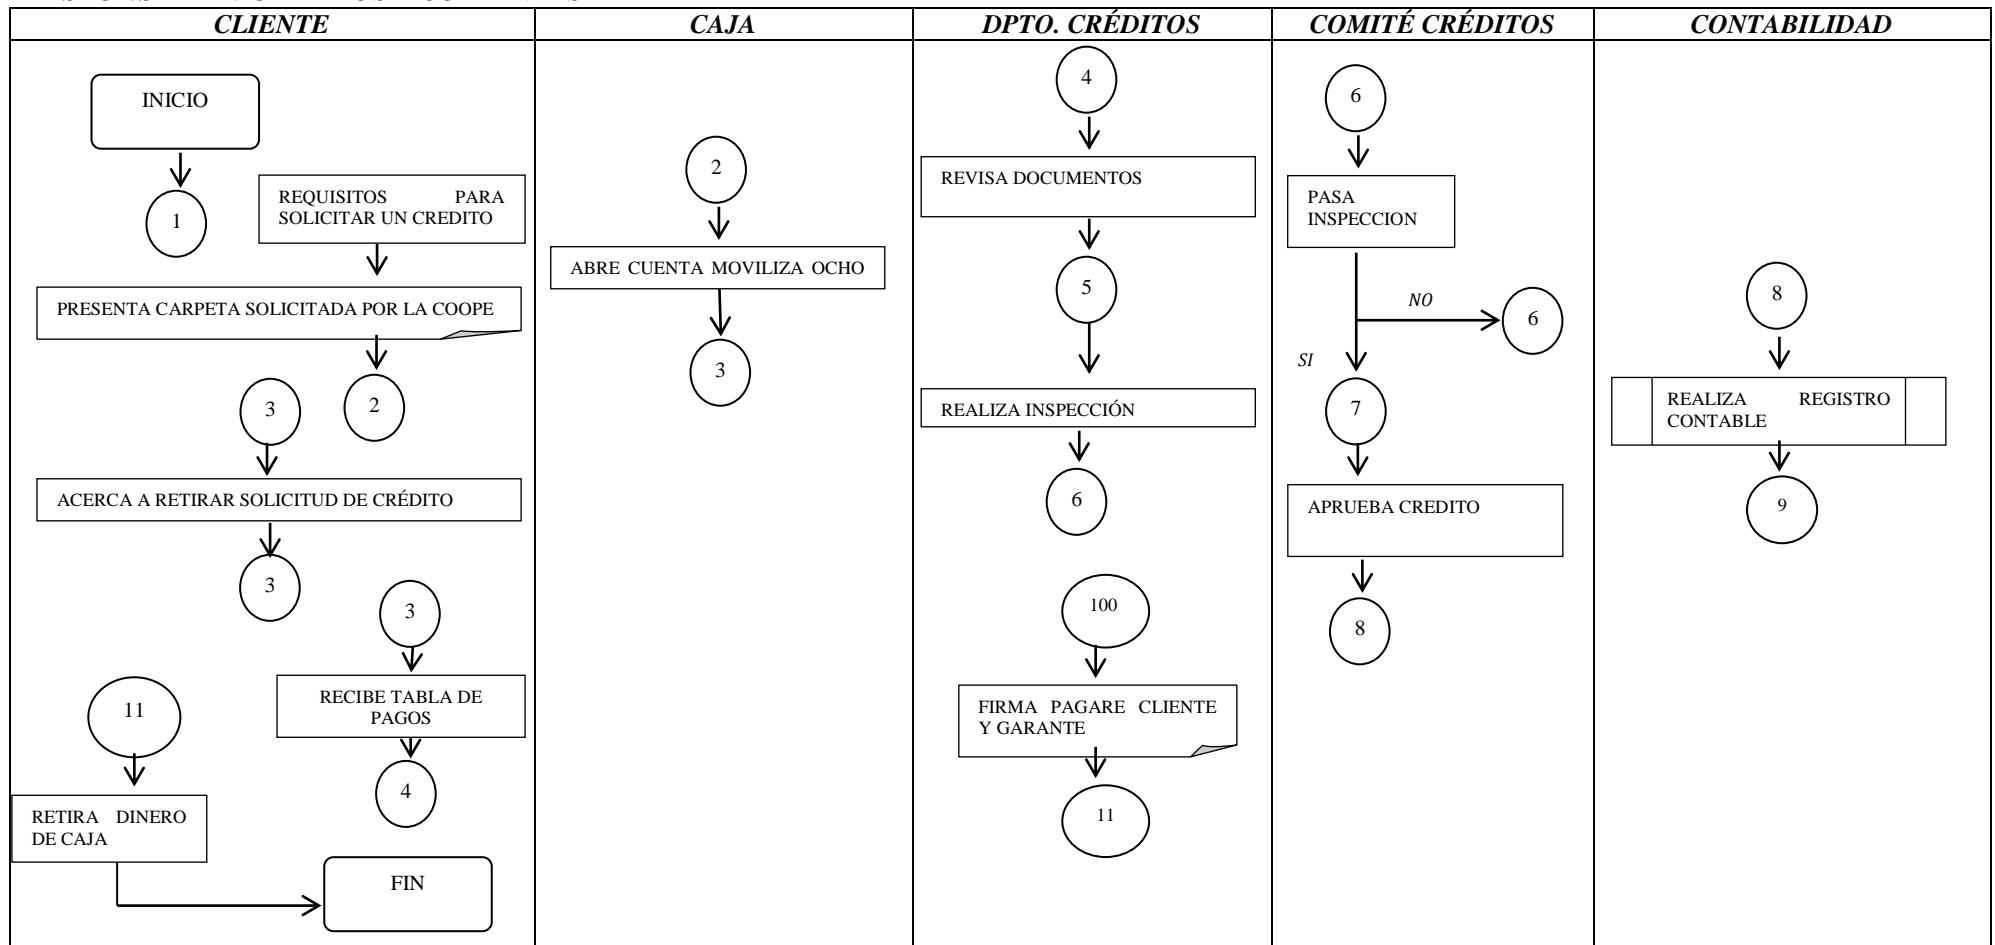 CLIENTE
CAJA
DPTO. CRÉDITOS
COMITÉ CRÉDITOS
CONTABILIDAD
INICIO
1
REQUISITOS PARA
SOLICITAR UN CREDITO
PRESENTA CARPETA SOLICITADA POR LA COOPE
3
2
ACERCA A RETIRAR SOLICITUD DE CRÉDITO
3
3
RECIBE TABLA DE
PAGOS
4
11
RETIRA DINERO
DE CAJA
FIN
2
ABRE CUENTA MOVILIZA OCHO
3
4
REVISA DOCUMENTOS
5
REALIZA INSPECCIÓN
6
100
FIRMA PAGARE CLIENTE
Y GARANTE
11
6
PASA
INSPECCION
NO
6
SI
7
APRUEBA CREDITO
8
8
REALIZA REGISTRO
CONTABLE
9